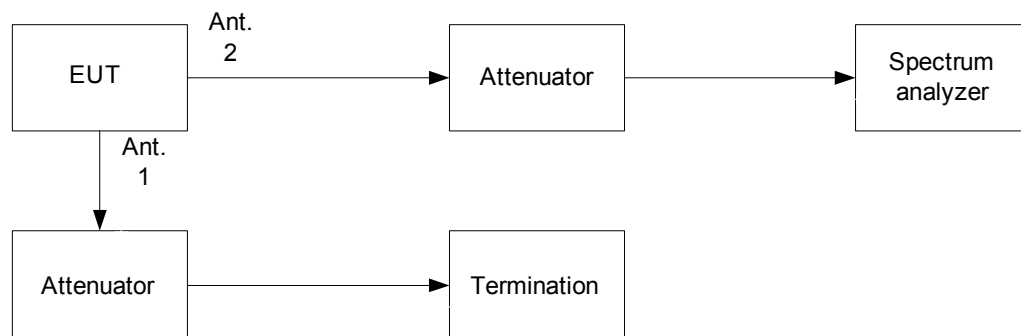 Ant.
2
EUT
Attenuator
Spectrum
analyzer
Ant.
1
Attenuator
Termination